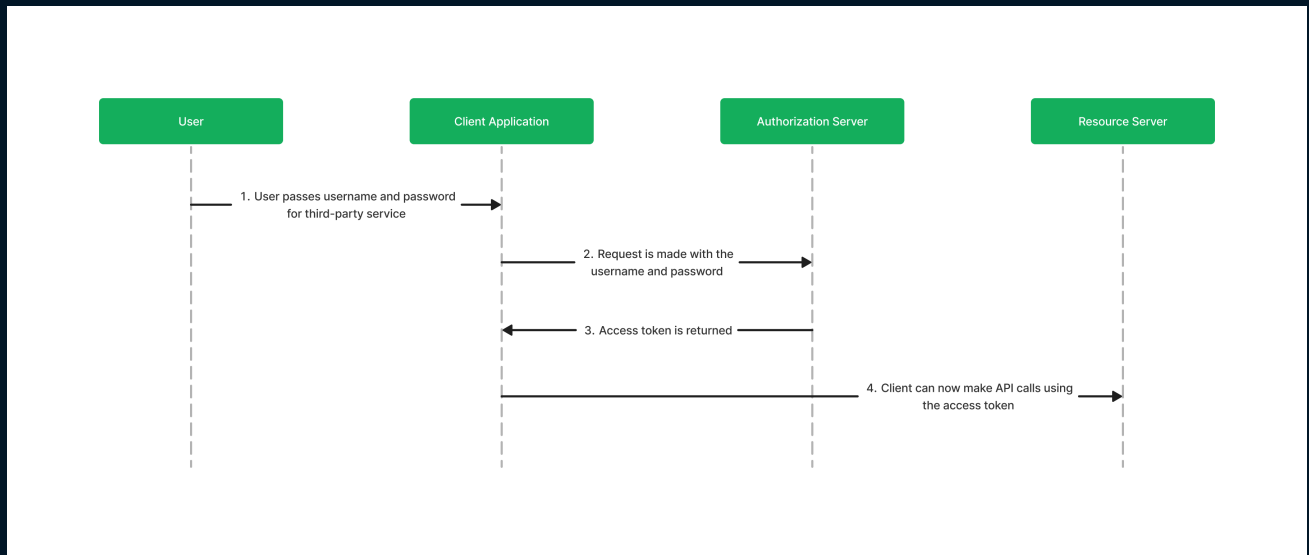 User
Client Application
Authorization Server
Resource Server
1. User passes username and password
for third-party service
2. Request is made with the
username and password
3. Access token is returned
4. Client can now make API calls using
the access token